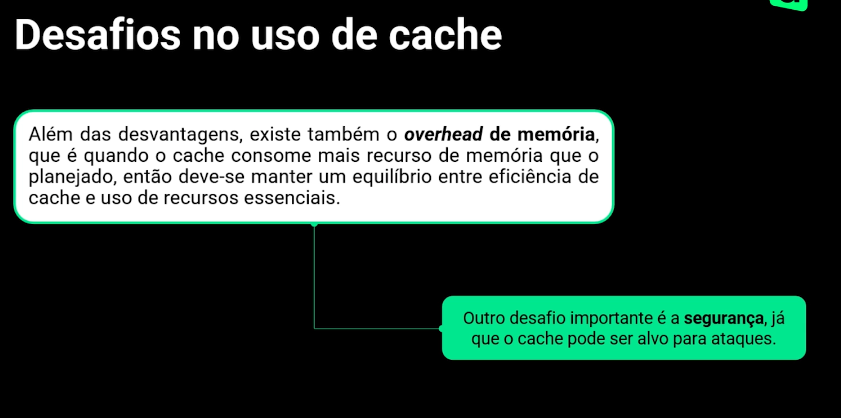 Desafios no uso de cache
Além das desvantagens, existe também o overhead de memória,
que é quando o cache consome mais recurso de memória que o
planejado, então deve-se manter um equilíbrio entre eficiência de
cache e uso de recursos essenciais.
Outro desafio importante é a segurança, já
que o cache pode ser alvo para ataques.